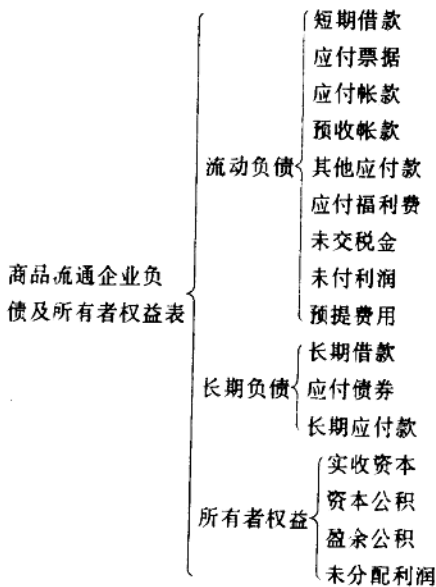 商品流通企业负
债及所有者权益表
流动负债
短期借款
应付票据
应付帐款
预收帐款
其他应付款
应付福利费
未交税金
未付利润
预提费用
长期负债
长期借款
应付债券
长期应付款
所有者权益
实收资本
资本公积
盈余公积
未分配利润